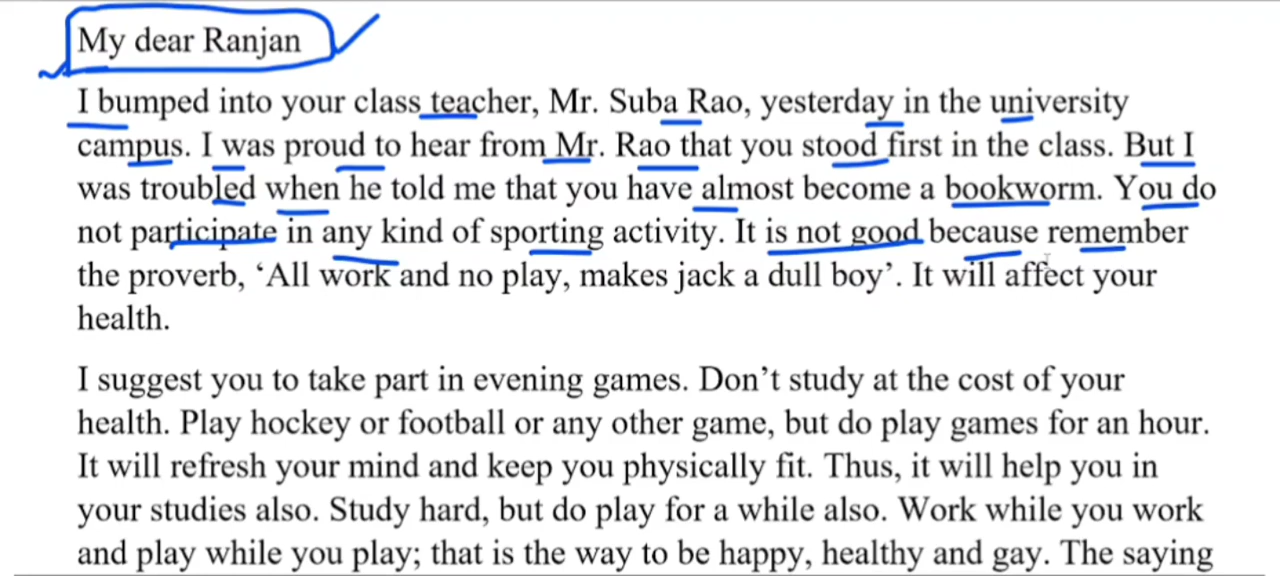 My dear Ranjan
I bumped into your class teacher, Mr. Suba Rao, yesterday in the university
campus. I was proud to hear from Mr. Rao that you stood first in the class. But I
was troubled when he told me that you have almost become a bookworm. You do
not participate in any kind of sporting activity. It is not good because remember
the proverb, ‘All work and no play, makes jack a dull boy’. It will affect your
health.
I suggest you to take part in evening games. Don’t study at the cost of your
health. Play hockey or football or any other game, but do play games for an hour.
It will refresh your mind and keep you physically fit. Thus, it will help you in
your studies also. Study hard, but do play for a while also. Work while you work
and play while you play; that is the way to be happy, healthy and gay. The saying